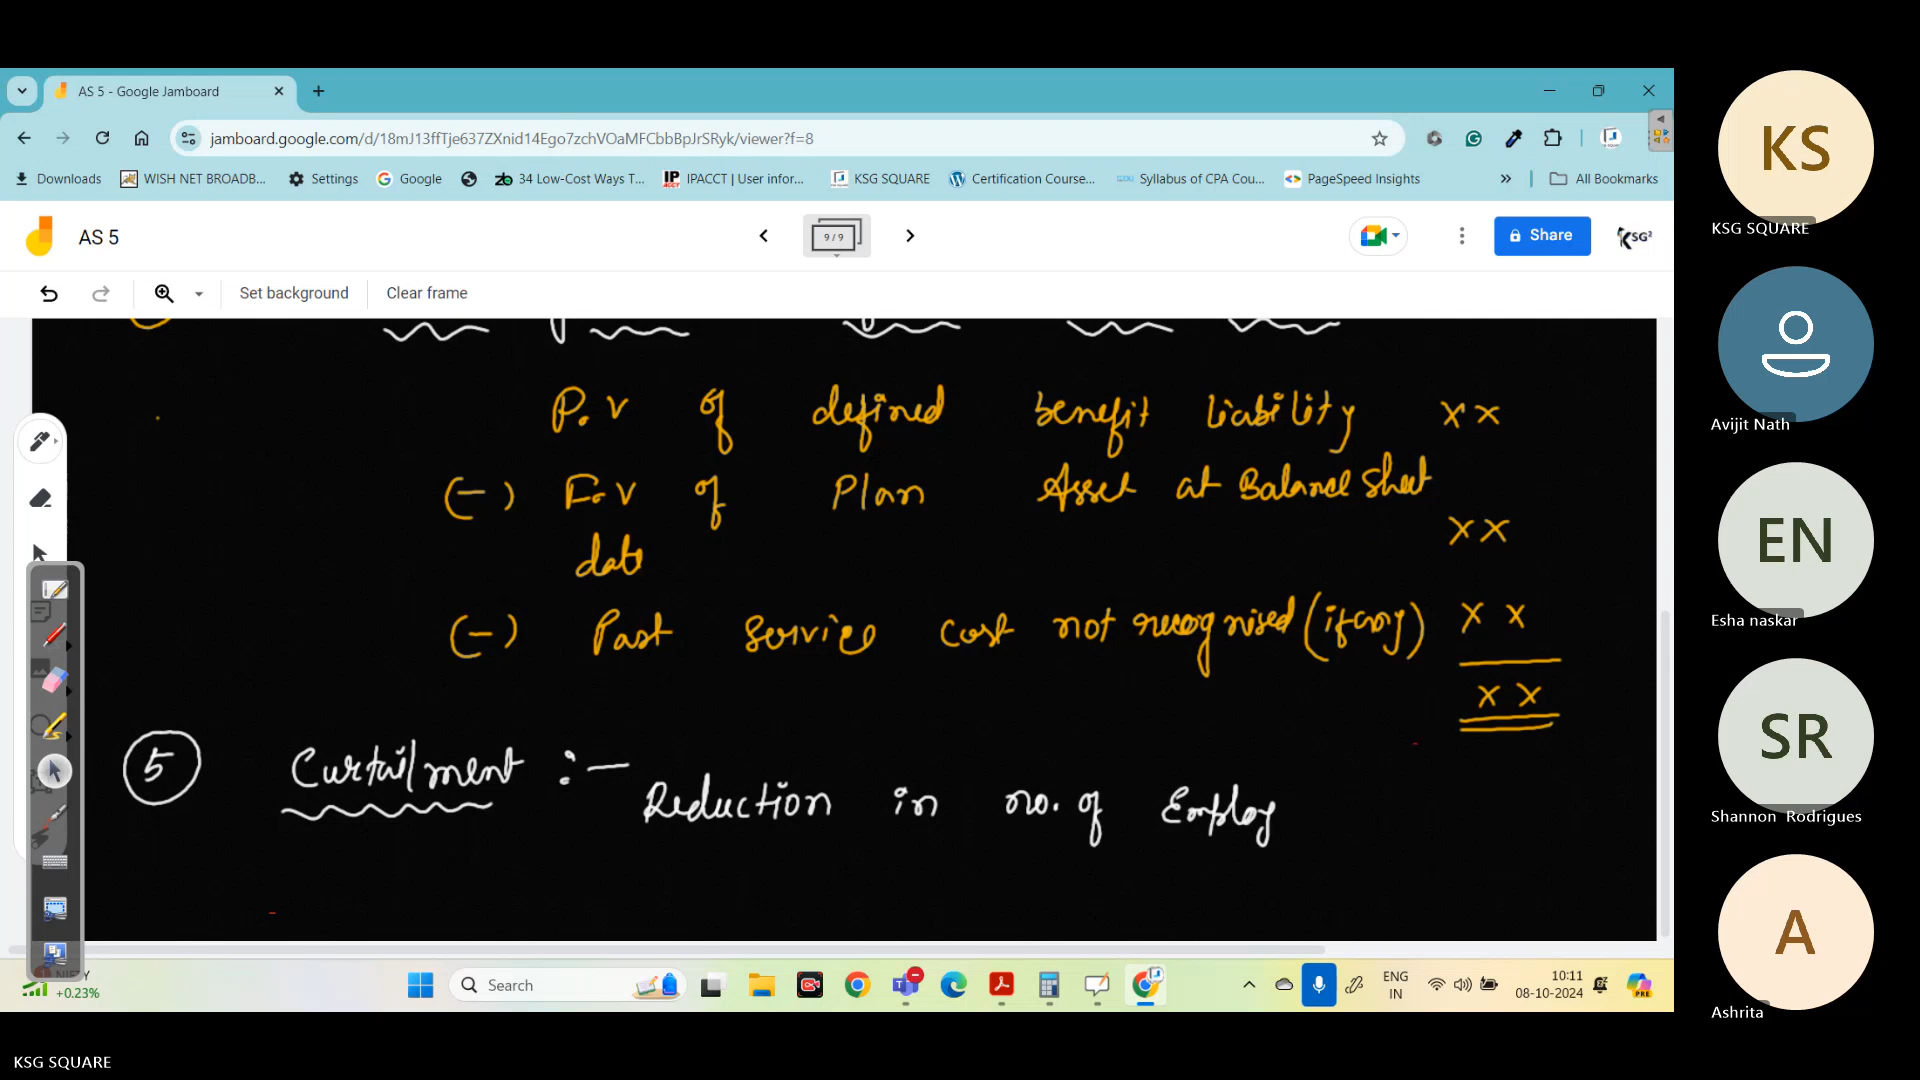 AS 5 - Google Jamboard
jamboard.google.com/d/18mJ13ffTje637ZXnid14Ego7zchVOaMFCbbBpJrSRyk/viewer?f=8
Downloads WISH NET BROADB... Settings Google 34 Low-Cost Ways T... IPACCT | User infor... KSG SQUARE Certification Course... Syllabus of CPA Cou... PageSpeed Insights » All Bookmarks
AS 5 9 / 9 Share KSG²
Set background Clear frame
P.V of defined benefit liability XX
(-) F.V of Plan Asset at Balance Sheet
date XX
(-) Past Service cost not recognised (if any) XX
XX
5 Curtailment :-
Reduction in no. of Employ
NIFTY
+0.23%
Search
ENG
IN
10:11
08-10-2024
PRE
KS
KSG SQUARE
Avijit Nath
EN
Esha naskar
SR
Shannon Rodrigues
A
Ashrita
KSG SQUARE